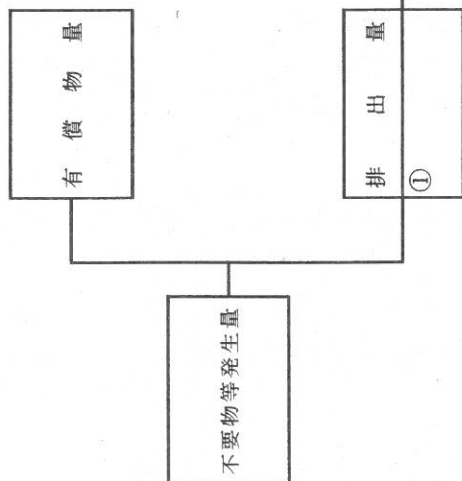 不要物等発生量
有償物量
排出量
①